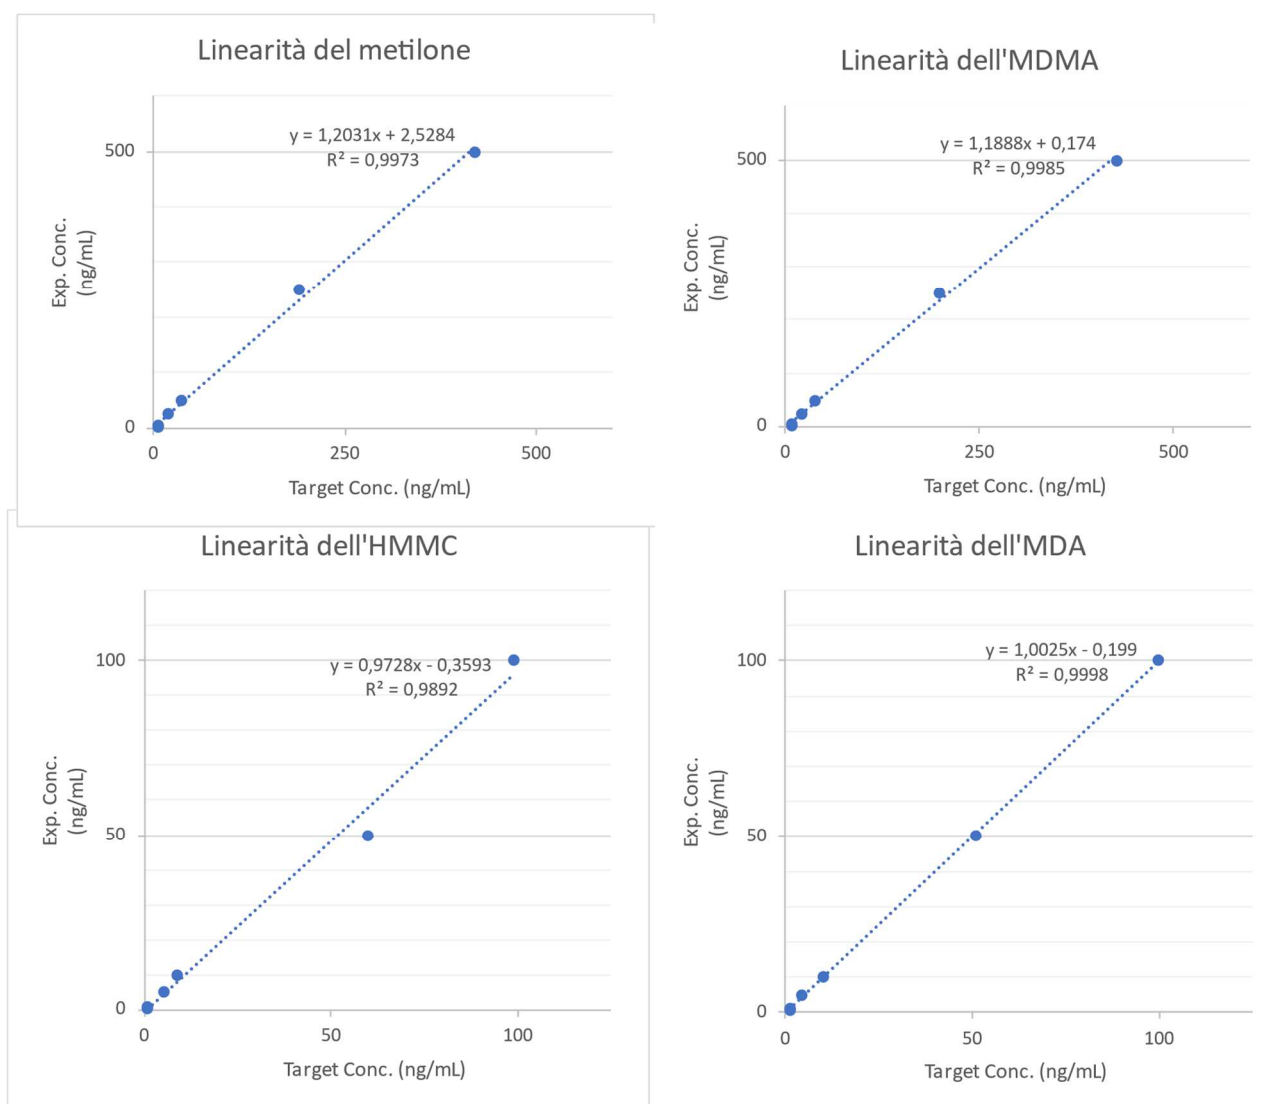 Linearità del metilone
y = 1,2031x + 2,5284
R² = 0,9973
500
0
Exp. Conc.
(ng/mL)
0
250
500
Target Conc. (ng/mL)
Linearità dell'MDMA
y = 1,1888x + 0,174
R² = 0,9985
500
0
Exp. Conc.
(ng/mL)
0
250
500
Target Conc. (ng/mL)
Linearità dell'HMMC
y = 0,9728x - 0,3593
R² = 0,9892
100
50
0
Exp. Conc.
(ng/mL)
0
50
100
Target Conc. (ng/mL)
Linearità dell'MDA
y = 1,0025x - 0,199
R² = 0,9998
100
50
0
Exp. Conc.
(ng/mL)
0
50
100
Target Conc. (ng/mL)